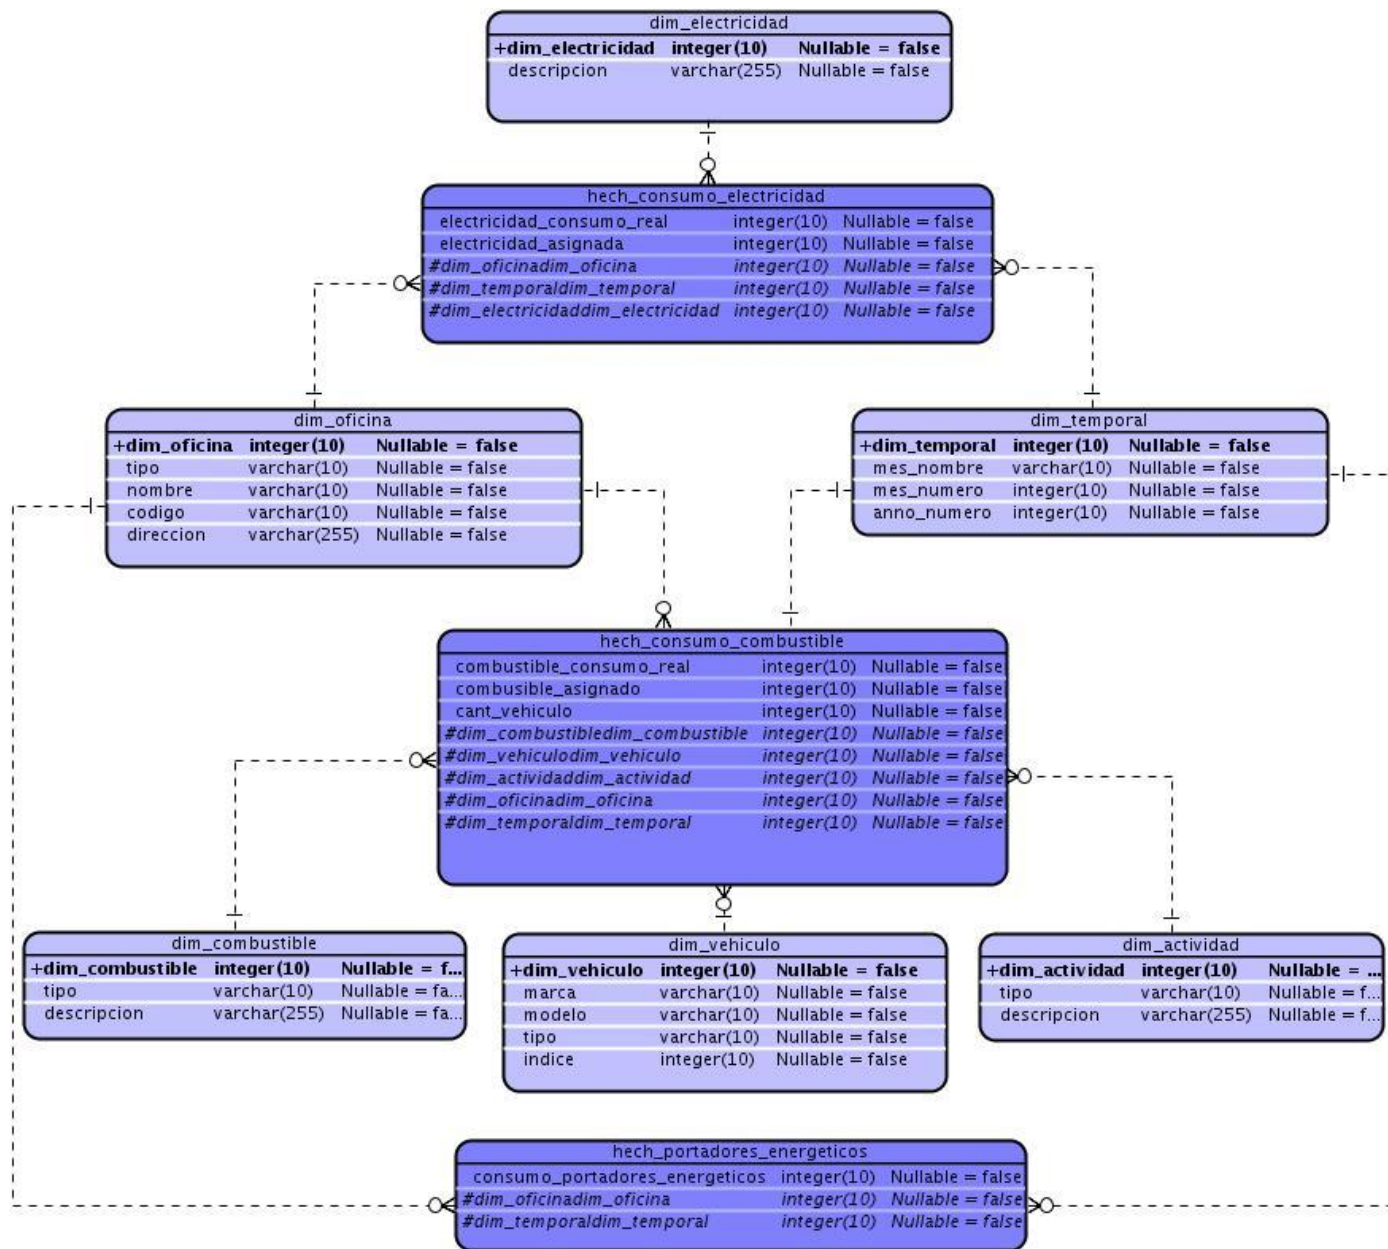 dim_electricidad
+dim_electricidad integer(10) Nullable = false
descripcion varchar(255) Nullable = false
hech_consumo_electricidad
electricidad_consumo_real integer(10) Nullable = false
electricidad_asignada integer(10) Nullable = false
#dim_oficinadim_oficina integer(10) Nullable = false
#dim_temporaldim_temporal integer(10) Nullable = false
#dim_electricidaddim_electricidad integer(10) Nullable = false
dim_oficina
+dim_oficina integer(10) Nullable = false
tipo varchar(10) Nullable = false
nombre varchar(10) Nullable = false
codigo varchar(10) Nullable = false
direccion varchar(255) Nullable = false
dim_temporal
+dim_temporal integer(10) Nullable = false
mes_nombre varchar(10) Nullable = false
mes_numero integer(10) Nullable = false
anno_numero integer(10) Nullable = false
hech_consumo_combustible
combustible_consumo_real integer(10) Nullable = false
combusible_asignado integer(10) Nullable = false
cant_vehiculo integer(10) Nullable = false
#dim_combustibledim_combustible integer(10) Nullable = false
#dim_vehiculodim_vehiculo integer(10) Nullable = false
#dim_actividaddim_actividad integer(10) Nullable = false
#dim_oficinadim_oficina integer(10) Nullable = false
#dim_temporaldim_temporal integer(10) Nullable = false
dim_combustible
+dim_combustible integer(10) Nullable = f...
tipo varchar(10) Nullable = fa...
descripcion varchar(255) Nullable = fa...
dim_vehiculo
+dim_vehiculo integer(10) Nullable = false
marca varchar(10) Nullable = false
modelo varchar(10) Nullable = false
tipo varchar(10) Nullable = false
indice integer(10) Nullable = false
dim_actividad
+dim_actividad integer(10) Nullable = ...
tipo varchar(10) Nullable = f...
descripcion varchar(255) Nullable = f...
hech_portadores_energeticos
consumo_portadores_energeticos integer(10) Nullable = false
#dim_oficinadim_oficina integer(10) Nullable = false
#dim_temporaldim_temporal integer(10) Nullable = false